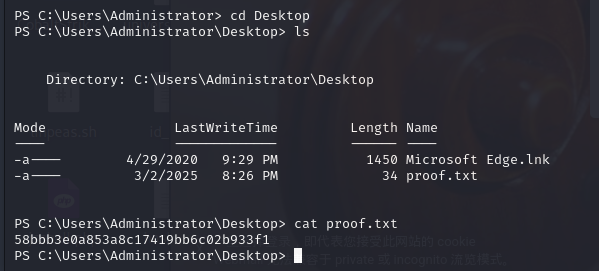 PS C:\Users\Administrator> cd Desktop
PS C:\Users\Administrator\Desktop> ls
Directory: C:\Users\Administrator\Desktop
Mode LastWriteTime Length Name
---- ------------- ------ ----
-a---- 4/29/2020 9:29 PM 1450 Microsoft Edge.lnk
-a---- 3/2/2025 8:26 PM 34 proof.txt
PS C:\Users\Administrator\Desktop> cat proof.txt
58bbb3e0a853a8c17419bb6c02b933f1
PS C:\Users\Administrator\Desktop>